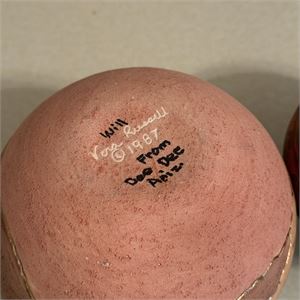 Will
Vera Russell
© 1987
From
Dee Dee
Ariz